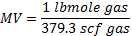 MV = 1 lbmole gas / 379.3 scf gas